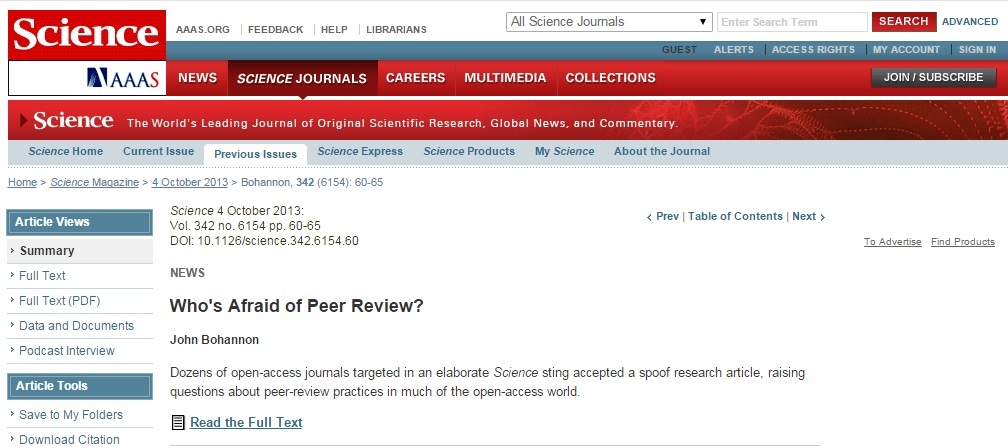 Science
AAAS.ORG | FEEDBACK | HELP | LIBRARIANS
All Science Journals
Enter Search Term
SEARCH
ADVANCED
GUEST | ALERTS | ACCESS RIGHTS | MY ACCOUNT | SIGN IN
AAAS
NEWS
SCIENCE JOURNALS
CAREERS
MULTIMEDIA
COLLECTIONS
JOIN / SUBSCRIBE
Science The World's Leading Journal of Original Scientific Research, Global News, and Commentary.
Science Home
Current Issue
Previous Issues
Science Express
Science Products
My Science
About the Journal
Home > Science Magazine > 4 October 2013 > Bohannon, 342 (6154): 60-65
Article Views
Summary
Full Text
Full Text (PDF)
Data and Documents
Podcast Interview
Article Tools
Save to My Folders
Download Citation
Science 4 October 2013:
Vol. 342 no. 6154 pp. 60-65
DOI: 10.1126/science.342.6154.60
‹ Prev | Table of Contents | Next ›
To Advertise Find Products
NEWS
Who's Afraid of Peer Review?
John Bohannon
Dozens of open-access journals targeted in an elaborate Science sting accepted a spoof research article, raising
questions about peer-review practices in much of the open-access world.
Read the Full Text